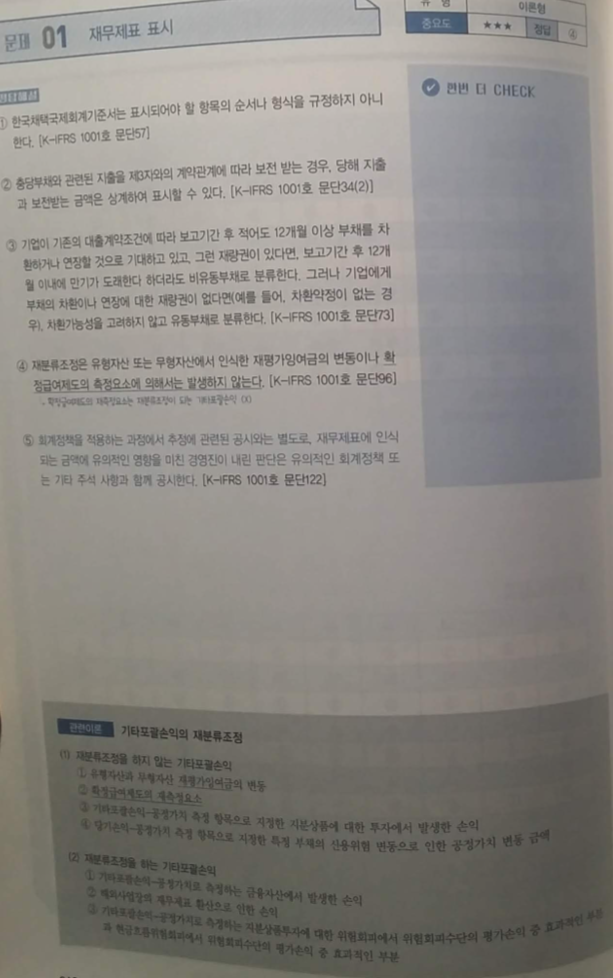 유 형 이론형
문제 01 재무제표 표시
중요도 ★★★ 정답 ④
한번 더 CHECK
① 한국채택국제회계기준서는 표시되어야 할 항목의 순서나 형식을 규정하지 아니
한다. [K-IFRS 1001호 문단57]
② 충당부채와 관련된 지출을 제3자와의 계약관계에 따라 보전 받는 경우, 당해 지출
과 보전받는 금액은 상계하여 표시할 수 있다. [K-IFRS 1001호 문단34(2)]
③ 기업이 기존의 대출계약조건에 따라 보고기간 후 적어도 12개월 이상 부채를 차
환하거나 연장할 것으로 기대하고 있고, 그런 재량권이 있다면, 보고기간 후 12개
월 이내에 만기가 도래한다 하더라도 비유동부채로 분류한다. 그러나 기업에게
부채의 차환이나 연장에 대한 재량권이 없다면(예를 들어, 차환약정이 없는 경
우), 차환가능성을 고려하지 않고 유동부채로 분류한다. [K-IFRS 1001호 문단73]
④ 재분류조정은 유형자산 또는 무형자산에서 인식한 재평가잉여금의 변동이나 확
정급여제도의 측정요소에 의해서는 발생하지 않는다. [K-IFRS 1001호 문단96]
- 확정급여제도의 재측정요소는 재분류조정이 되는 기타포괄손익 (X)
⑤ 회계정책을 적용하는 과정에서 추정에 관련된 공시와는 별도로, 재무제표에 인식
되는 금액에 유의적인 영향을 미친 경영진이 내린 판단은 유의적인 회계정책 또
는 기타 주석 사항과 함께 공시한다. [K-IFRS 1001호 문단122]
관련이론 기타포괄손익의 재분류조정
(1) 재분류조정을 하지 않는 기타포괄손익
① 유형자산과 무형자산 재평가잉여금의 변동
② 확정급여제도의 재측정요소
③ 기타포괄손익-공정가치 측정 항목으로 지정한 지분상품에 대한 투자에서 발생한 손익
④ 당기손익-공정가치 측정 항목으로 지정한 특정 부채의 신용위험 변동으로 인한 공정가치 변동 금액
(2) 재분류조정을 하는 기타포괄손익
① 기타포괄손익-공정가치로 측정하는 금융자산에서 발생한 손익
② 해외사업장의 재무제표 환산으로 인한 손익
③ 기타포괄손익-공정가치로 측정하는 지분상품투자에 대한 위험회피에서 위험회피수단의 평가손익 중 효과적인 부분
과 현금흐름위험회피에서 위험회피수단의 평가손익 중 효과적인 부분